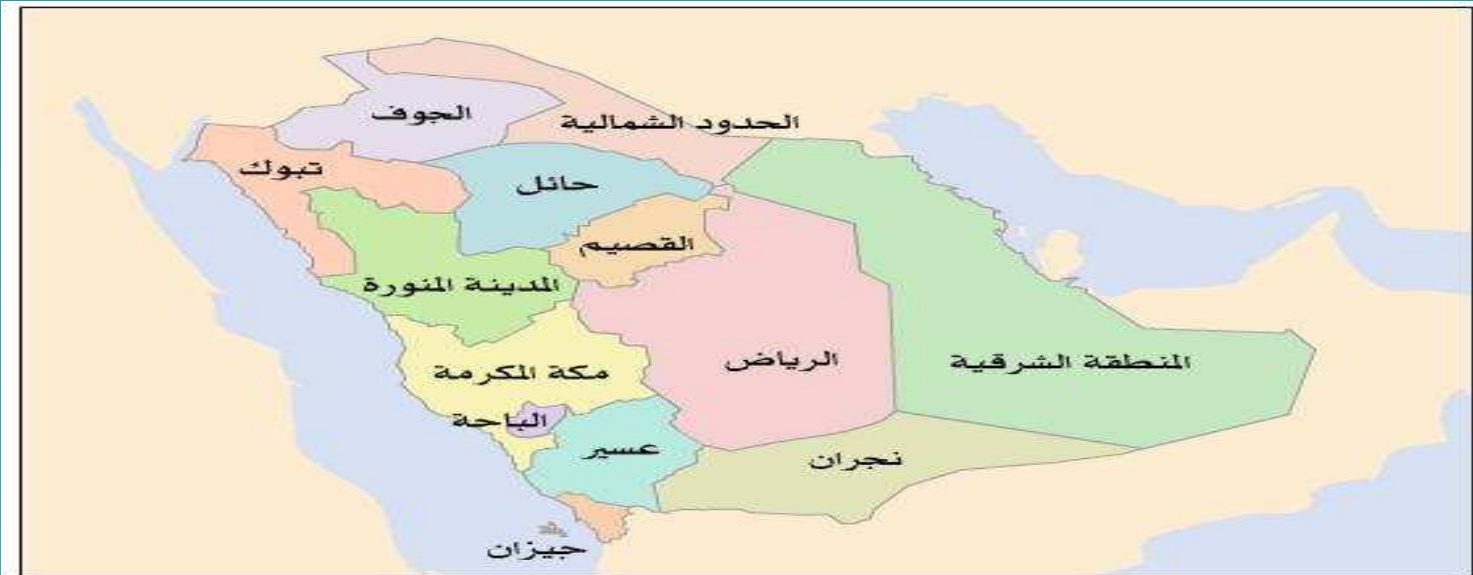 الجوف
الحدود الشمالية
تبوك
حائل
القصيم
المدينة المنورة
الرياض
المنطقة الشرقية
مكة المكرمة
الباحة
عسير
نجران
جيزان